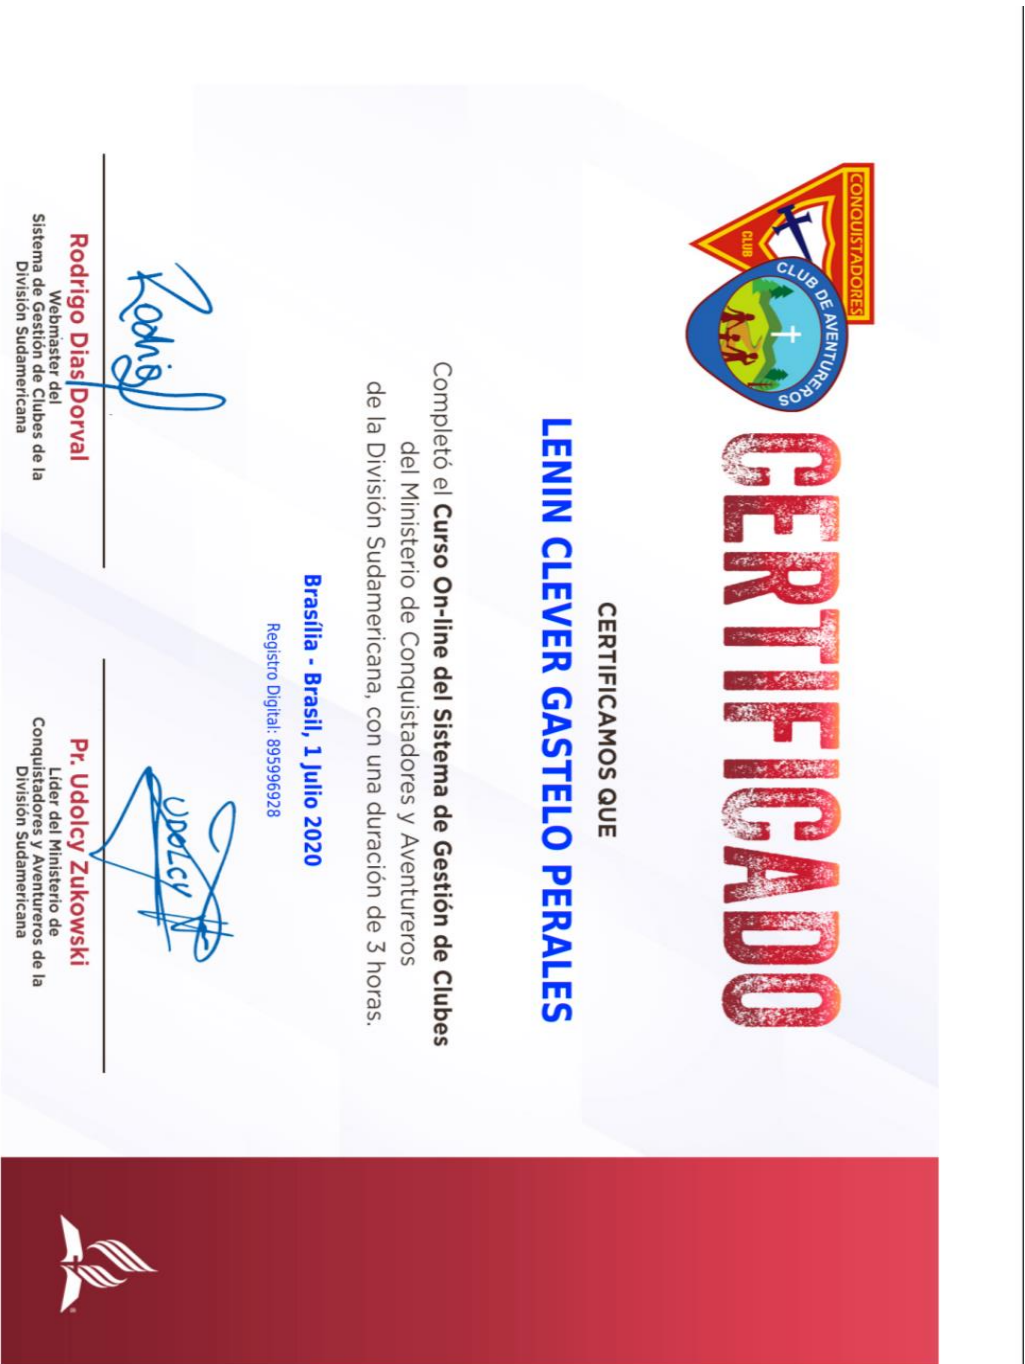 CONQUISTADORES
CLUB
CLUB DE AVENTUREROS
CERTIFICADO
CERTIFICAMOS QUE
LENIN CLEVER GASTELO PERALES
Completó el Curso On-line del Sistema de Gestión de Clubes
del Ministerio de Conquistadores y Aventureros
de la División Sudamericana, con una duración de 3 horas.
Brasília - Brasil, 1 Julio 2020
Registro Digital: 895996928
Rodrigo
Rodrigo Dias Dorval
Webmaster del
Sistema de Gestión de Clubes de la
División Sudamericana
UDOLCY
Pr. Udolcy Zukowski
Líder del Ministerio de
Conquistadores y Aventureros de la
División Sudamericana
®